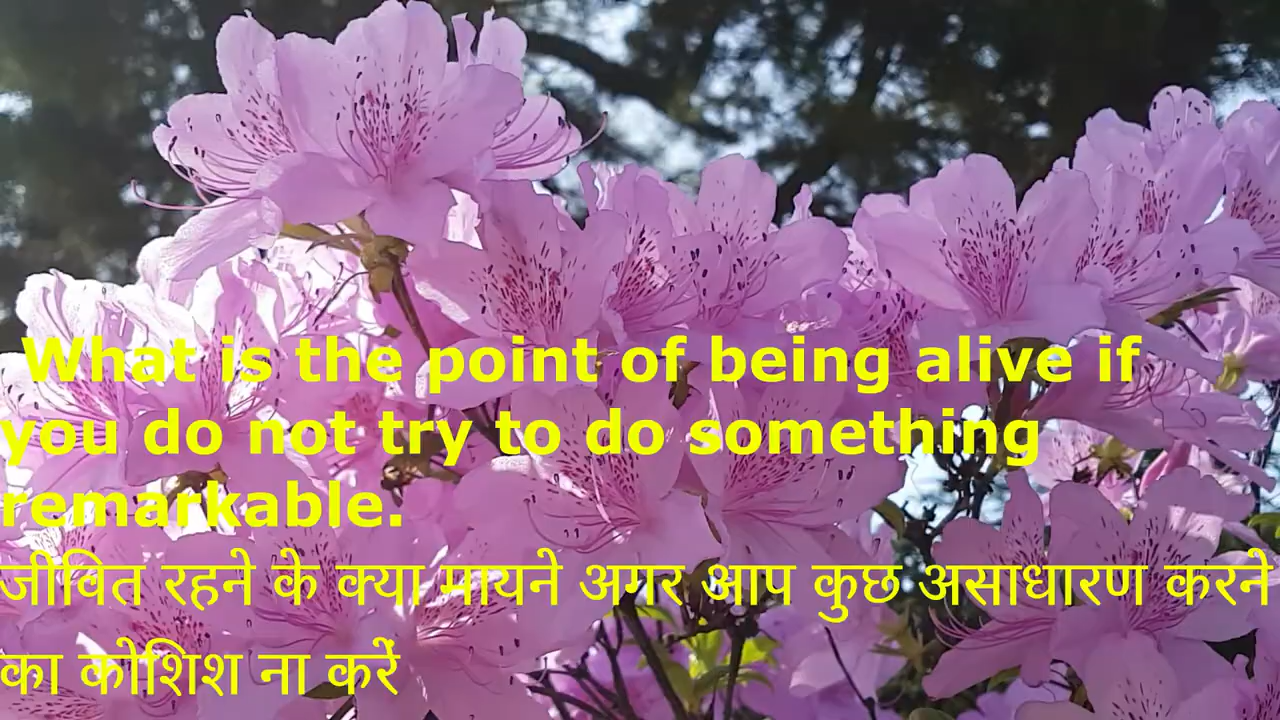 What is the point of being alive if
you do not try to do something
remarkable.
जीवित रहने के क्या मायने अगर आप कुछ असाधारण करने
का कोशिश ना करें